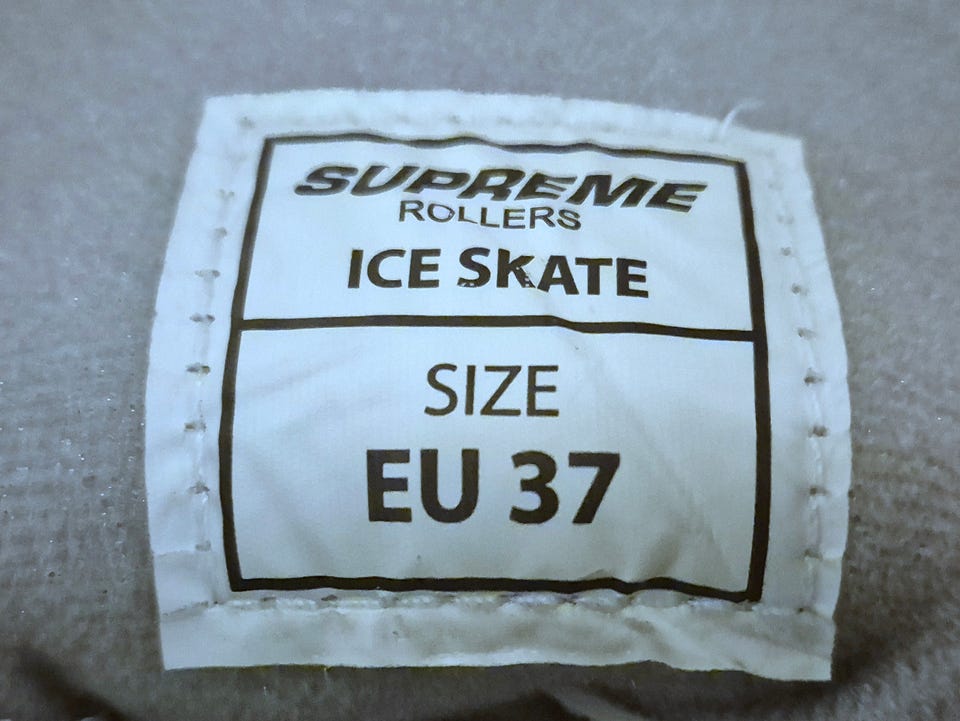 SUPREME
ROLLERS
ICE SKATE
SIZE
EU 37